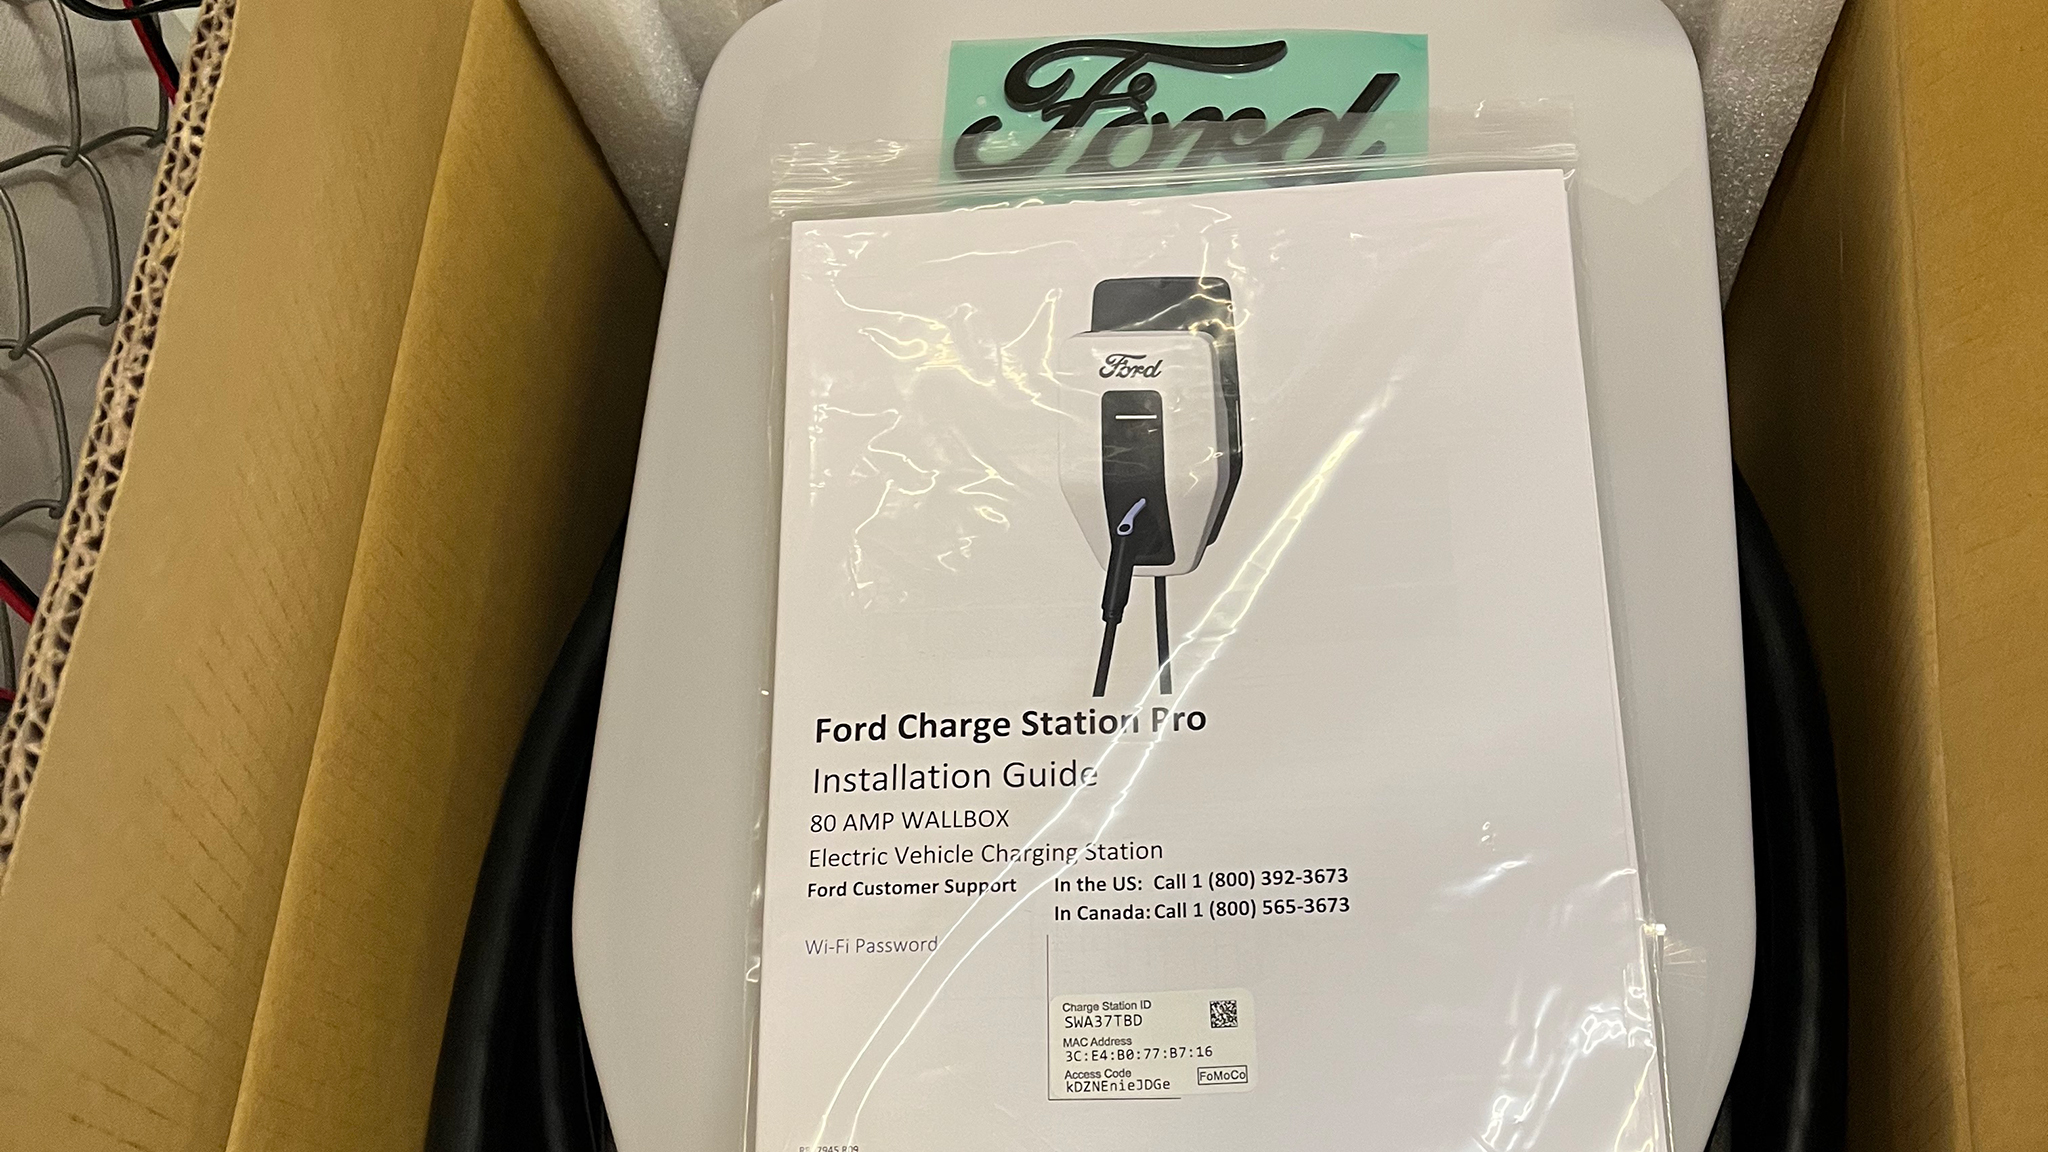 Ford
Ford
Ford Charge Station Pro
Installation Guide
80 AMP WALLBOX
Electric Vehicle Charging Station
Ford Customer Support In the US: Call 1 (800) 392-3673
In Canada: Call 1 (800) 565-3673
Wi-Fi Password
Charge Station ID
SWA37TBD
MAC Address
3C:E4:B0:77:B7:16
Access Code
kDZNEnieJDGe FoMoCo